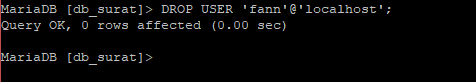 MariaDB [db_surat]> DROP USER 'fann'@'localhost';
Query OK, 0 rows affected (0.00 sec)
MariaDB [db_surat]>